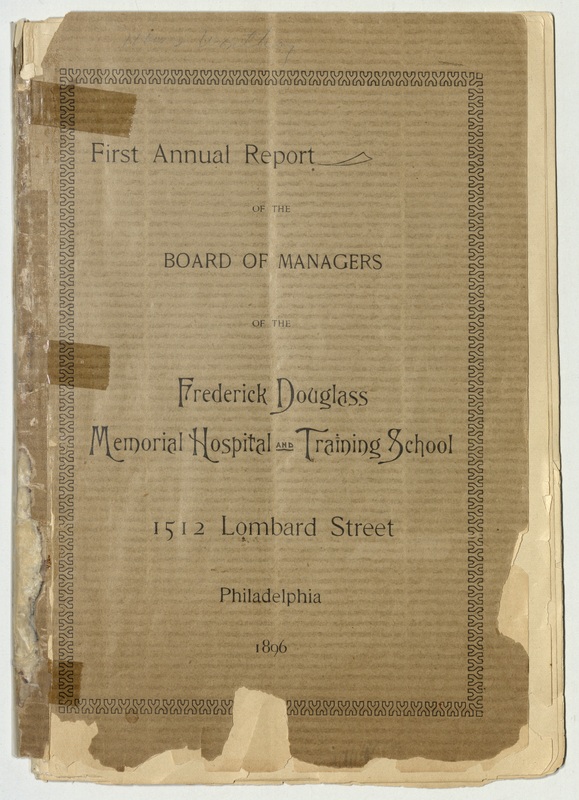 First Annual Report
OF THE
BOARD OF MANAGERS
OF THE
Frederick Douglass
Memorial Hospital AND Training School
1512 Lombard Street
Philadelphia
1896